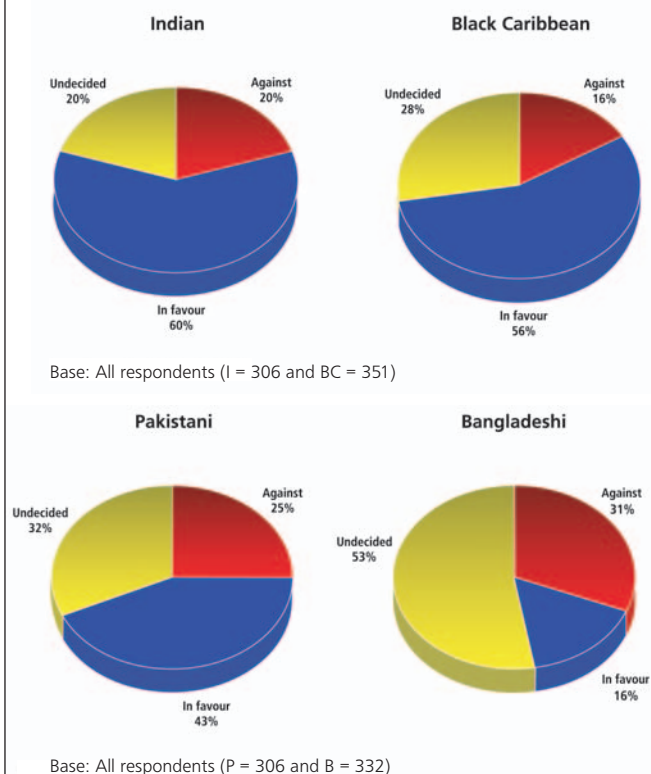 Indian
Black Caribbean
Undecided
20%
Against
20%
In favour
60%
Undecided
28%
Against
16%
In favour
56%
Base: All respondents (I = 306 and BC = 351)
Pakistani
Bangladeshi
Undecided
32%
Against
25%
In favour
43%
Undecided
53%
Against
31%
In favour
16%
Base: All respondents (P = 306 and B = 332)